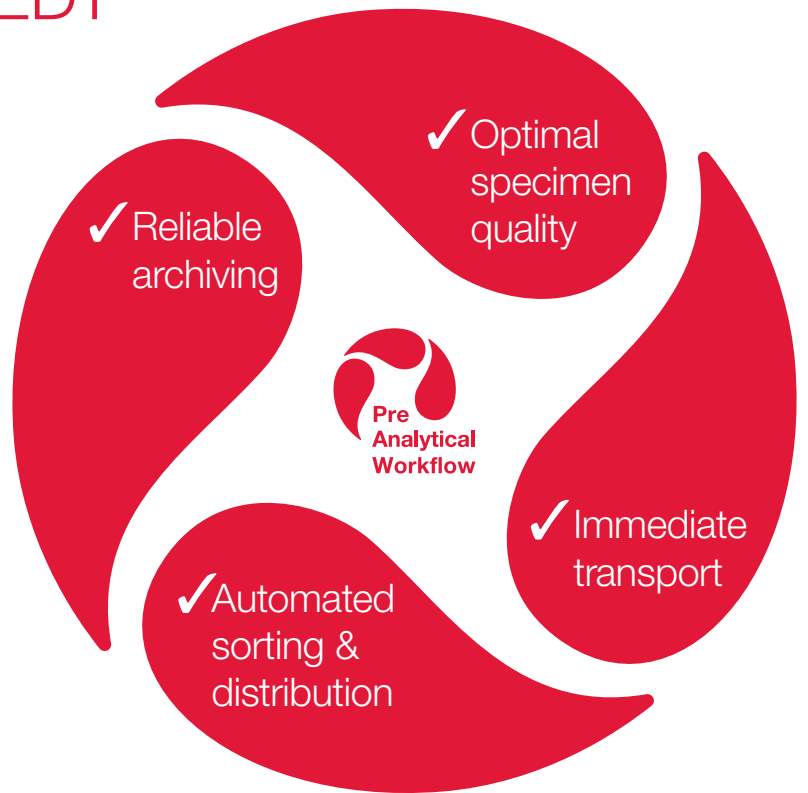 ✓ Optimal
specimen
quality
✓ Immediate
transport
✓ Automated
sorting &
distribution
✓ Reliable
archiving
Pre
Analytical
Workflow